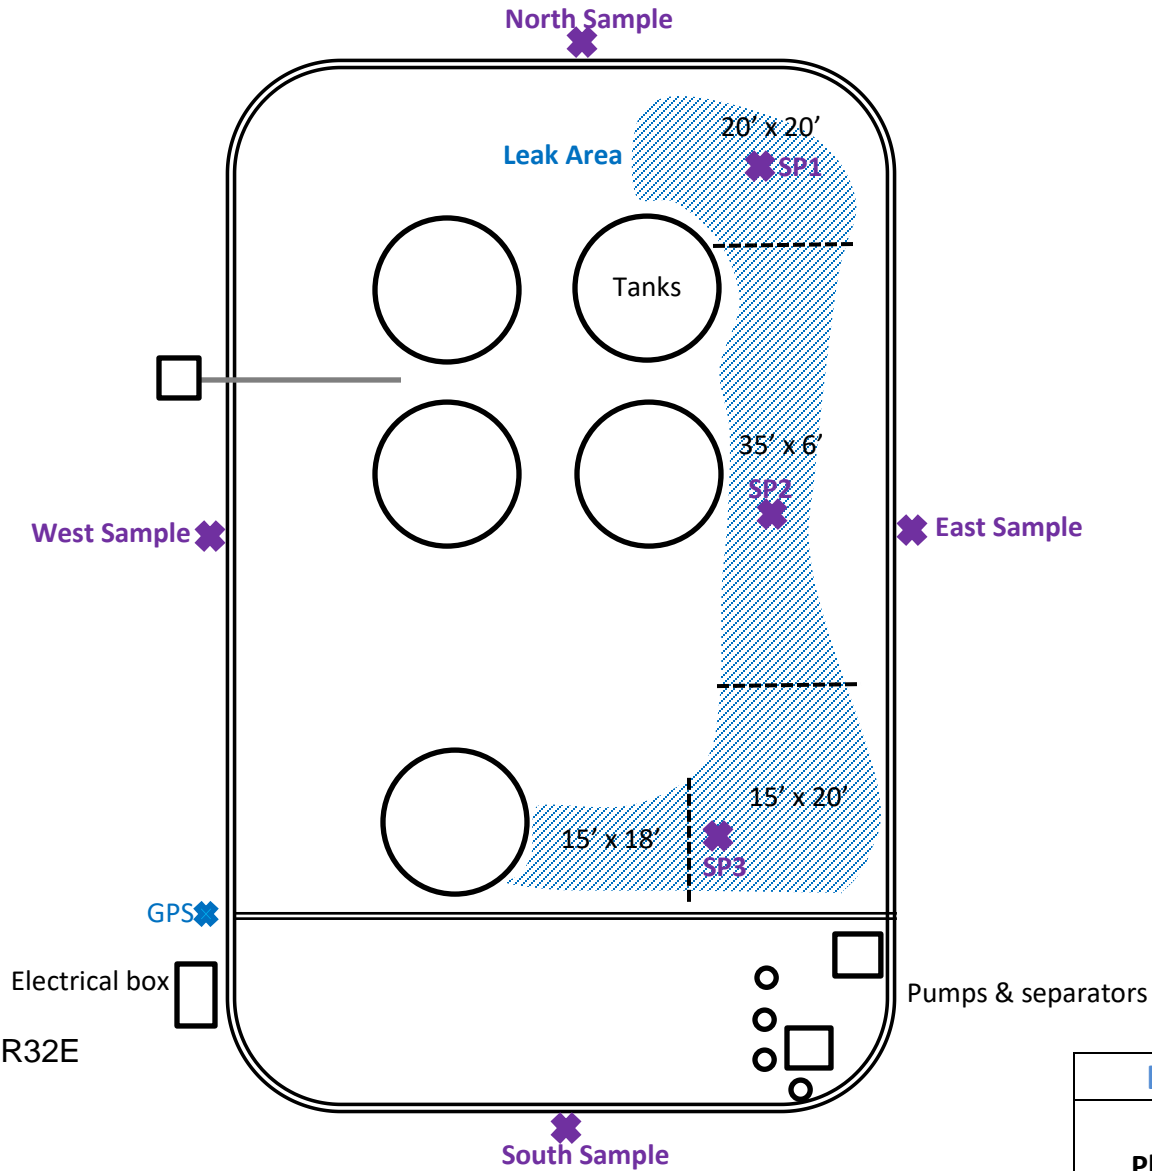 North Sample
20’ x 20’
Leak Area
SP1
Tanks
35’ x 6’
SP2
West Sample
East Sample
15’ x 20’
15’ x 18’
SP3
GPS
Electrical box
Pumps & separators
R32E
South Sample